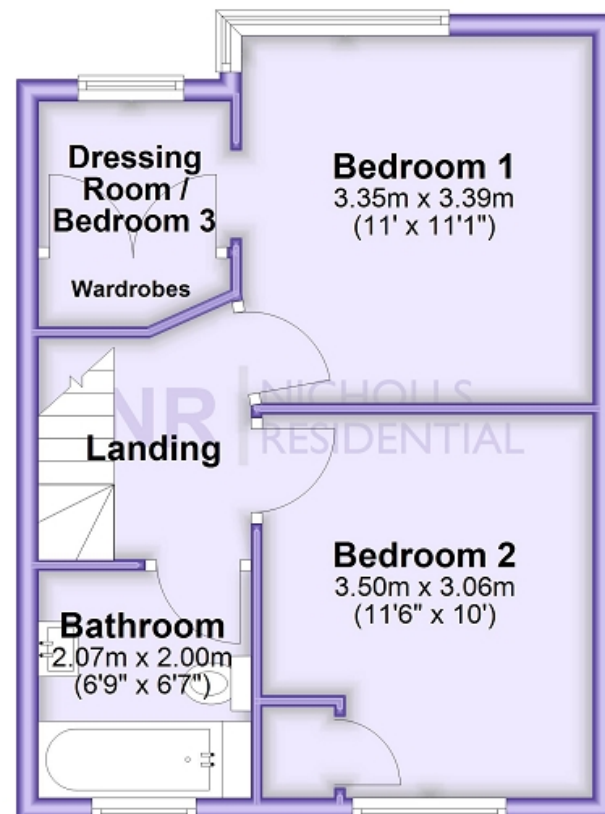 Dressing
Room /
Bedroom 3
Wardrobes
Bedroom 1
3.35m x 3.39m
(11' x 11'1")
NR | NICHOLLS
RESIDENTIAL
Landing
Bedroom 2
3.50m x 3.06m
(11'6" x 10')
Bathroom
2.07m x 2.00m
(6'9" x 6'7")